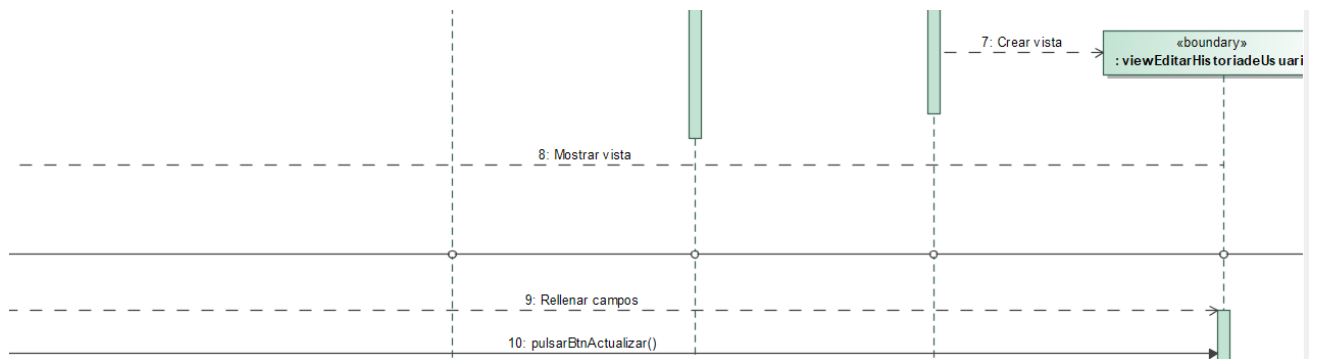 7: Crear vista
«boundary»
: viewEditarHistoriadeUsuari
8: Mostrar vista
9: Rellenar campos
10: pulsarBtnActualizar()